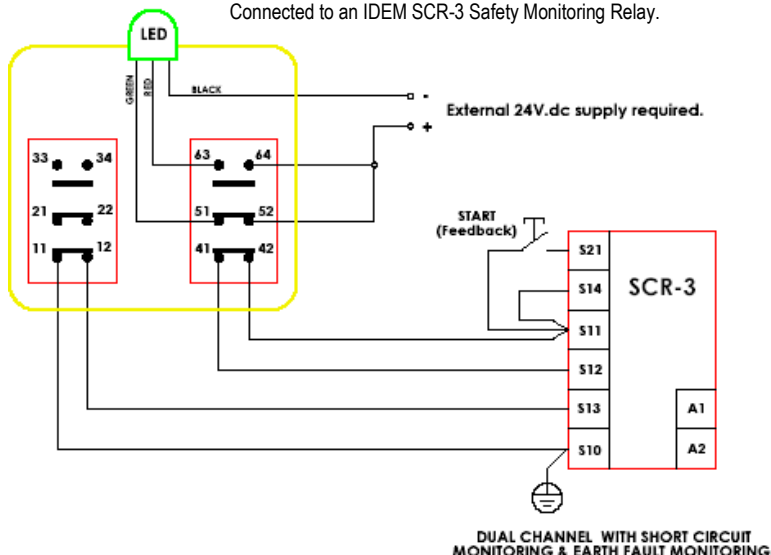 Connected to an IDEM SCR-3 Safety Monitoring Relay.
LED
GREEN
RED
BLACK
-
External 24V.dc supply required.
+
33 34 63 64
21 22 51 52
11 12 41 42
START
(Feedback)
S21
S14
SCR-3
S11
S12
S13 A1
S10 A2
DUAL CHANNEL WITH SHORT CIRCUIT
MONITORING & EARTH FAULT MONITORING